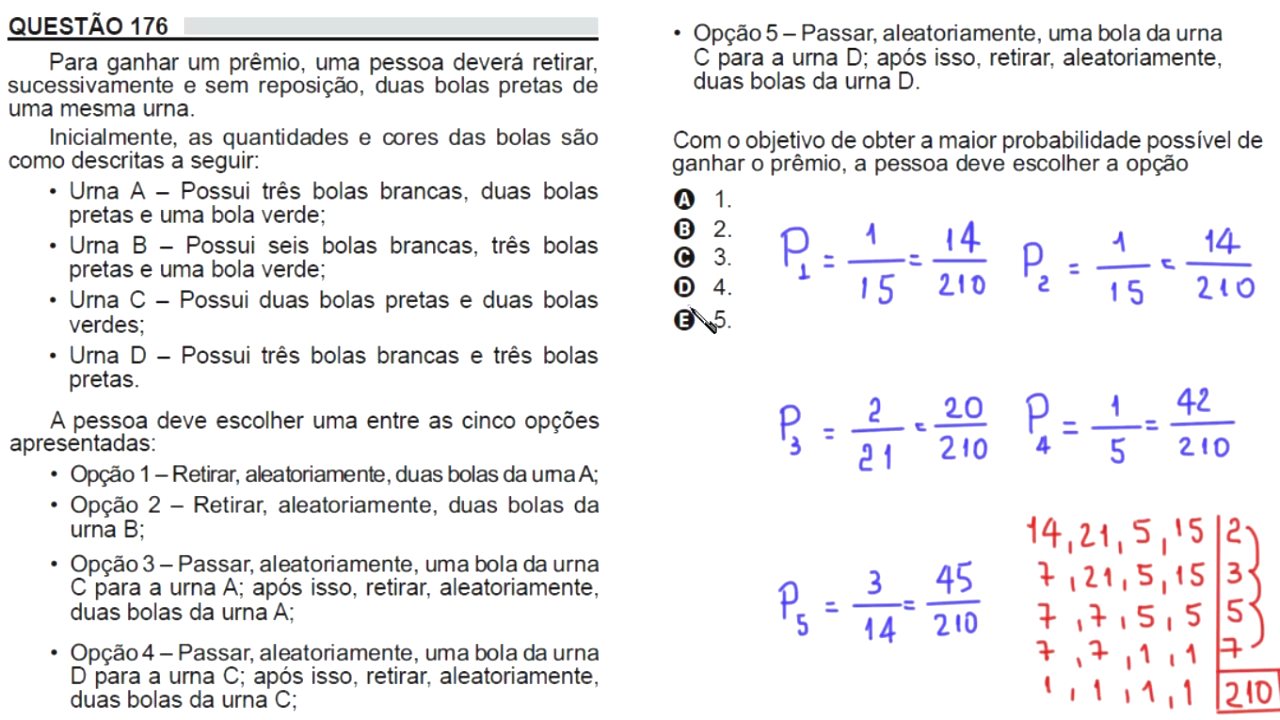 QUESTÃO 176
Para ganhar um prêmio, uma pessoa deverá retirar,
sucessivamente e sem reposição, duas bolas pretas de
uma mesma urna.
Inicialmente, as quantidades e cores das bolas são
como descritas a seguir:
• Urna A – Possui três bolas brancas, duas bolas
pretas e uma bola verde;
• Urna B – Possui seis bolas brancas, três bolas
pretas e uma bola verde;
• Urna C – Possui duas bolas pretas e duas bolas
verdes;
• Urna D – Possui três bolas brancas e três bolas
pretas.
A pessoa deve escolher uma entre as cinco opções
apresentadas:
• Opção 1 – Retirar, aleatoriamente, duas bolas da urna A;
• Opção 2 – Retirar, aleatoriamente, duas bolas da
urna B;
• Opção 3 – Passar, aleatoriamente, uma bola da urna
C para a urna A; após isso, retirar, aleatoriamente,
duas bolas da urna A;
• Opção 4 – Passar, aleatoriamente, uma bola da urna
D para a urna C; após isso, retirar, aleatoriamente,
duas bolas da urna C;
• Opção 5 – Passar, aleatoriamente, uma bola da urna
C para a urna D; após isso, retirar, aleatoriamente,
duas bolas da urna D.
Com o objetivo de obter a maior probabilidade possível de
ganhar o prêmio, a pessoa deve escolher a opção
A 1.
B 2.
C 3.
D 4.
E 5.
P1 = 1/15 = 14/210
P2 = 1/15 = 14/210
P3 = 2/21 = 20/210
P4 = 1/5 = 42/210
P5 = 3/14 = 45/210
14, 21, 5, 15 | 2
7, 21, 5, 15 | 3
7, 7, 5, 5 | 5
7, 7, 1, 1 | 7
1, 1, 1, 1 | 210